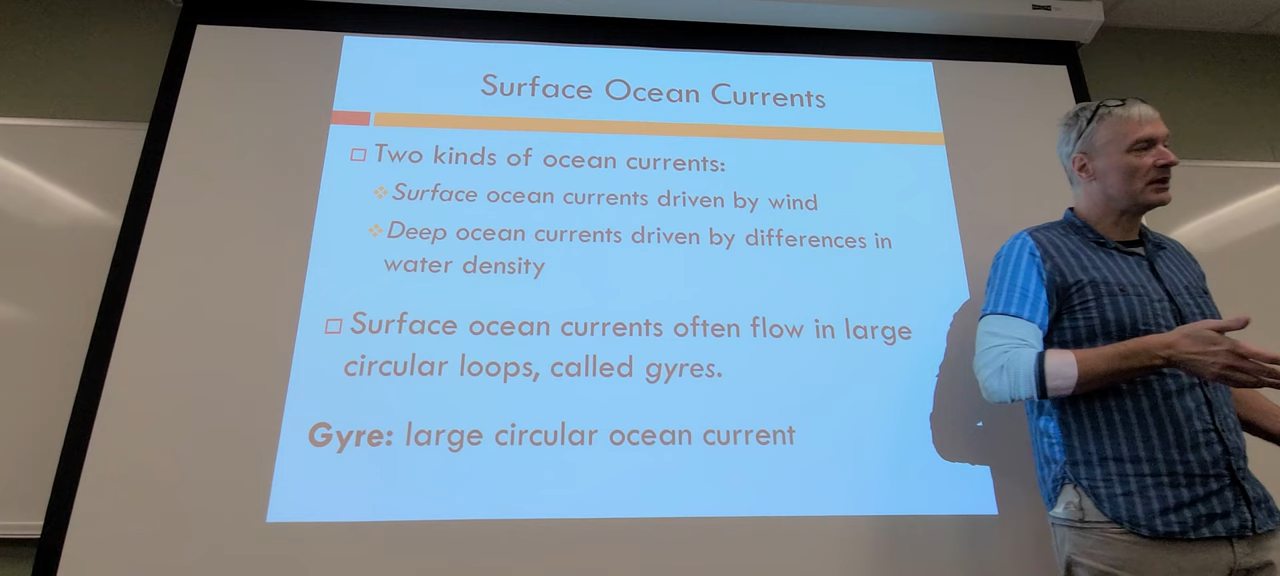 Surface Ocean Currents
Two kinds of ocean currents:
Surface ocean currents driven by wind
Deep ocean currents driven by differences in
water density
Surface ocean currents often flow in large
circular loops, called gyres.
Gyre: large circular ocean current